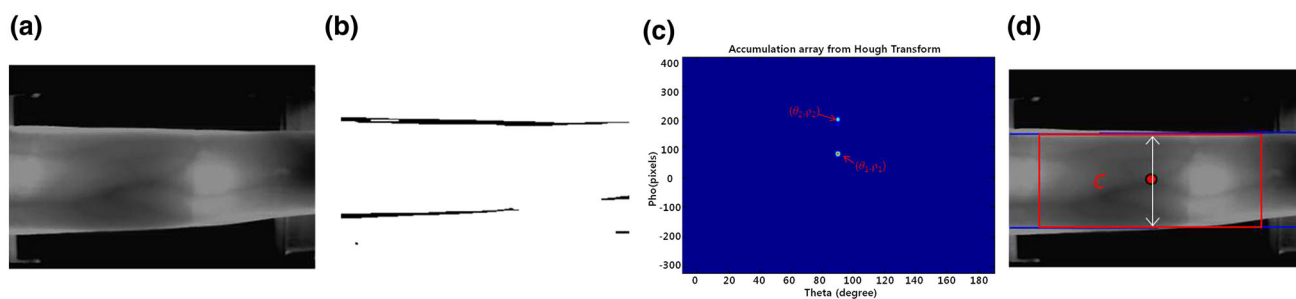 (a)
(b)
(c)
(d)
Accumulation array from Hough Transform
Pho(pixels)
400
300
200
100
0
-100
-200
-300
(θ₂,ρ₂)
(θ₁,ρ₁)
0 20 40 60 80 100 120 140 160 180
Theta (degree)
C